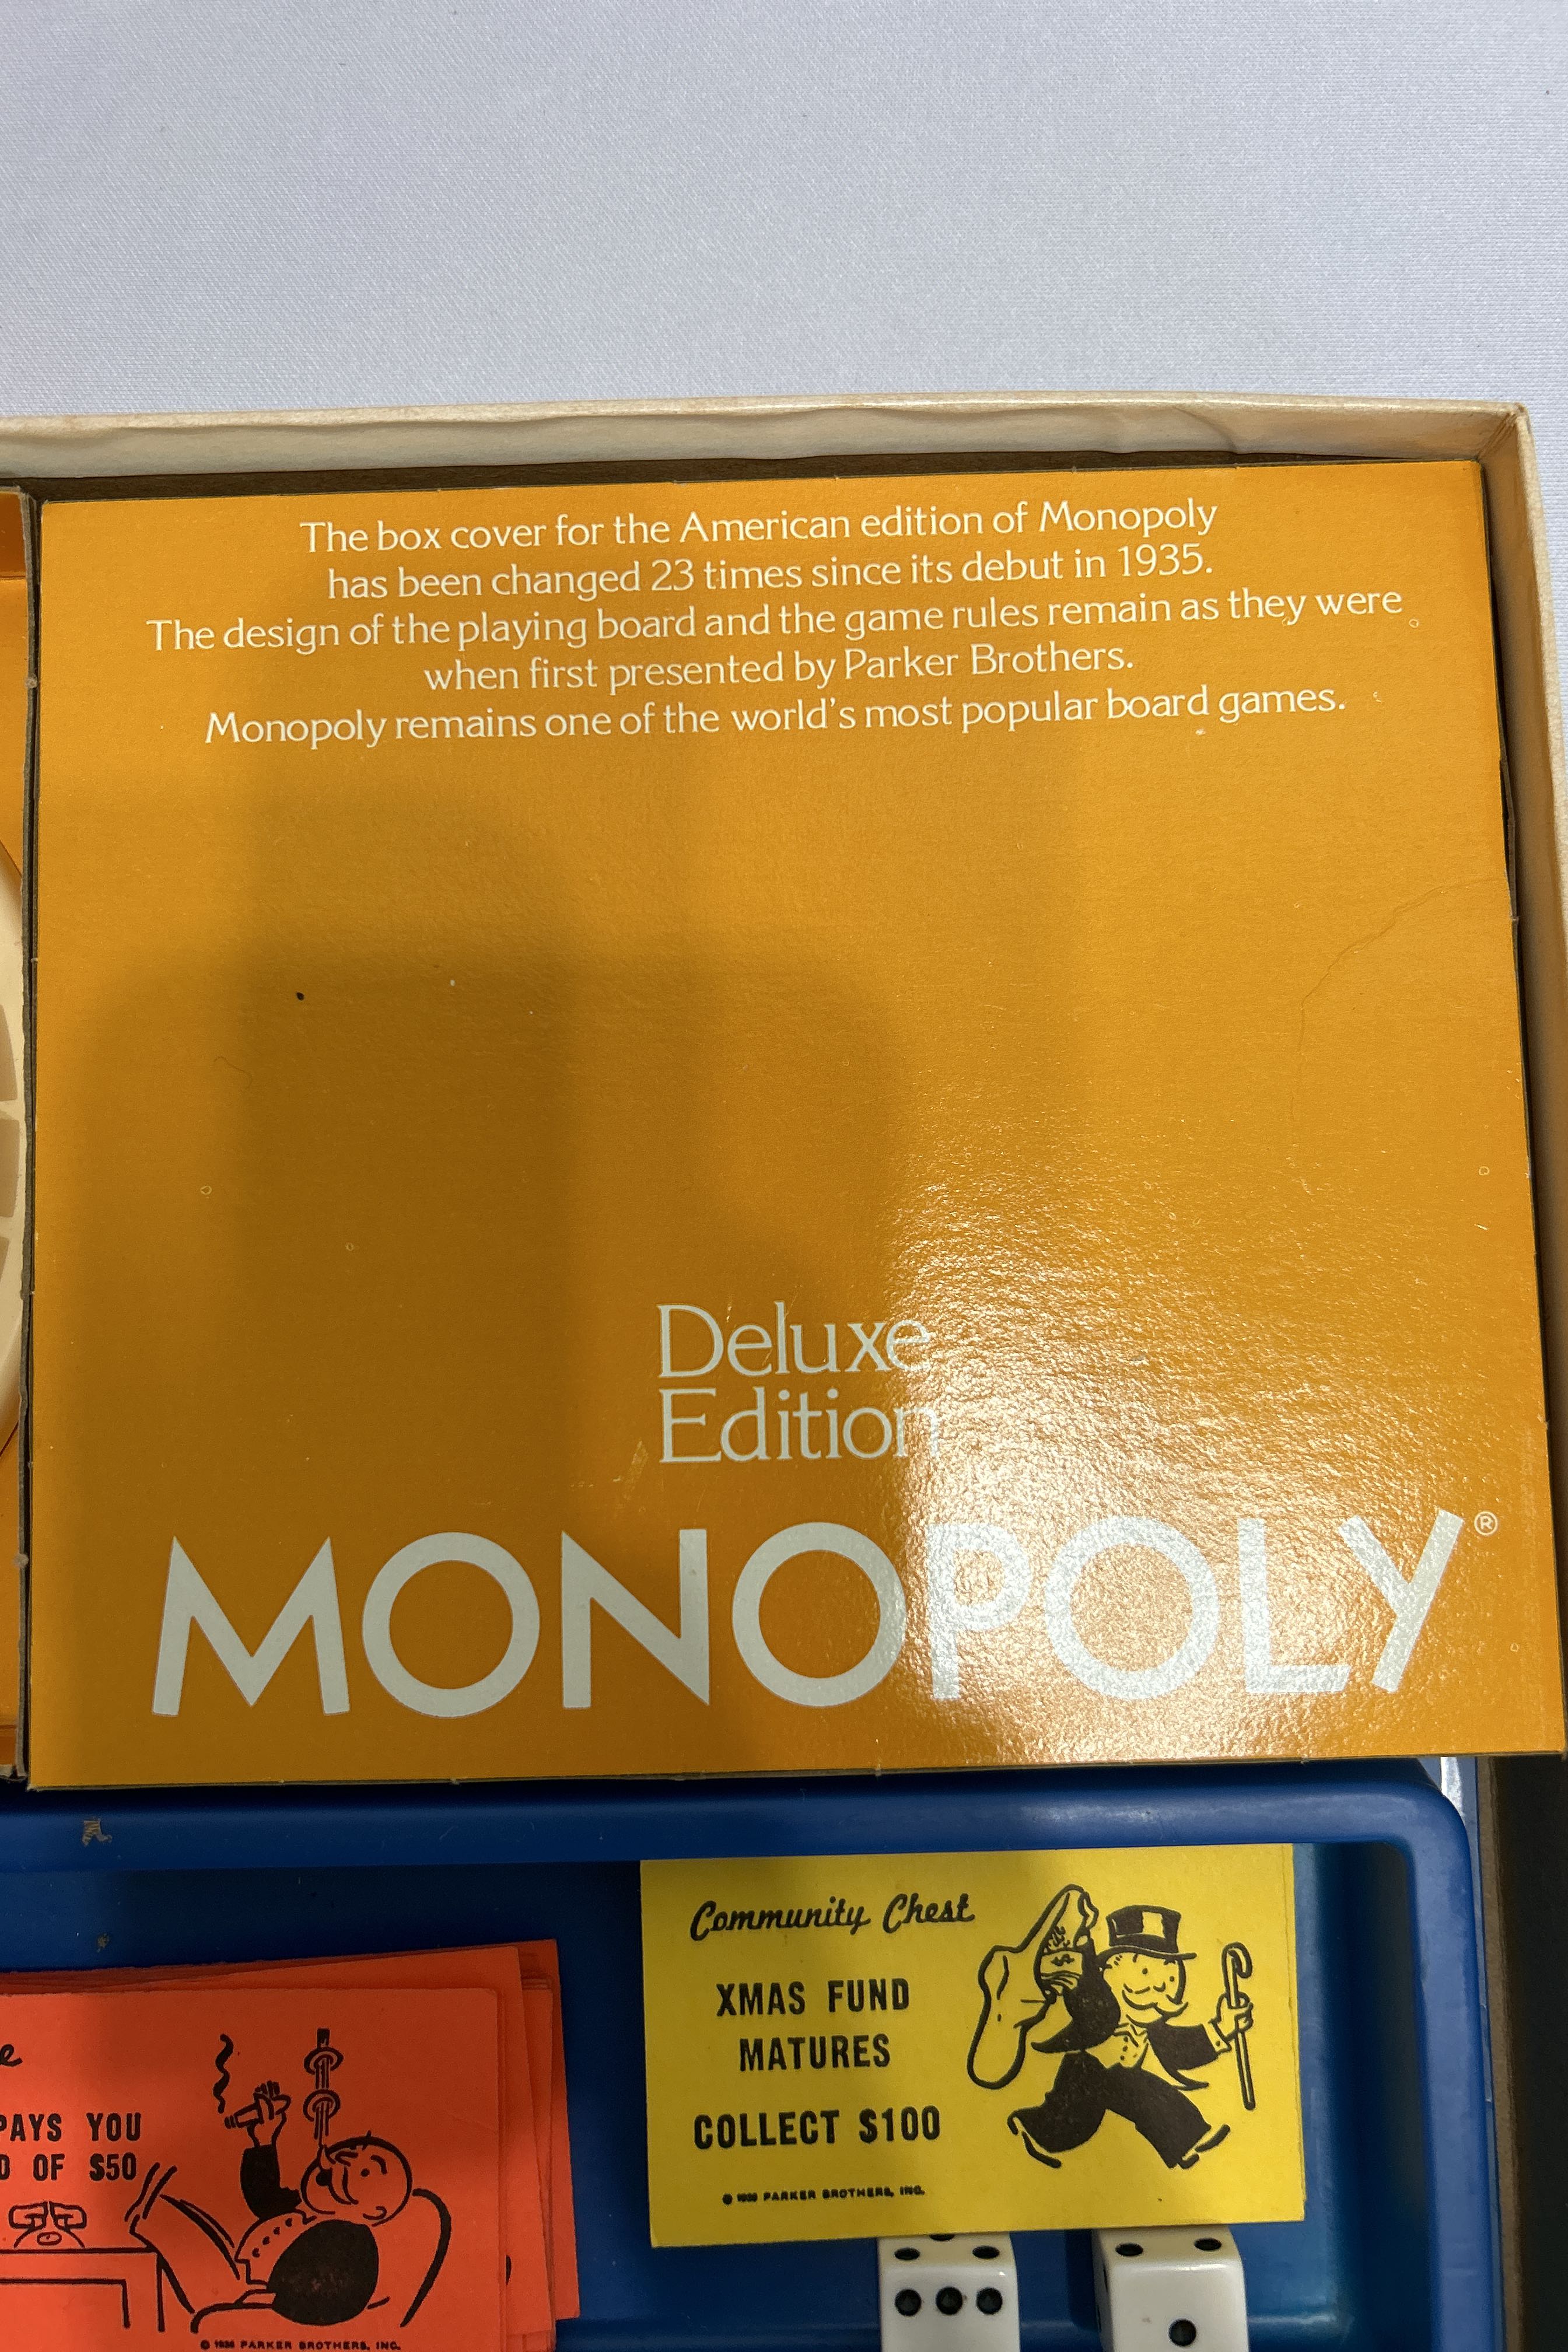 The box cover for the American edition of Monopoly
has been changed 23 times since its debut in 1935.
The design of the playing board and the game rules remain as they were
when first presented by Parker Brothers.
Monopoly remains one of the world's most popular board games.
Deluxe
Edition
MONOPOLY®
Community Chest
XMAS FUND
MATURES
COLLECT $100
© 1936 PARKER BROTHERS, INC.
PAYS YOU
OF $50
© 1936 PARKER BROTHERS, INC.